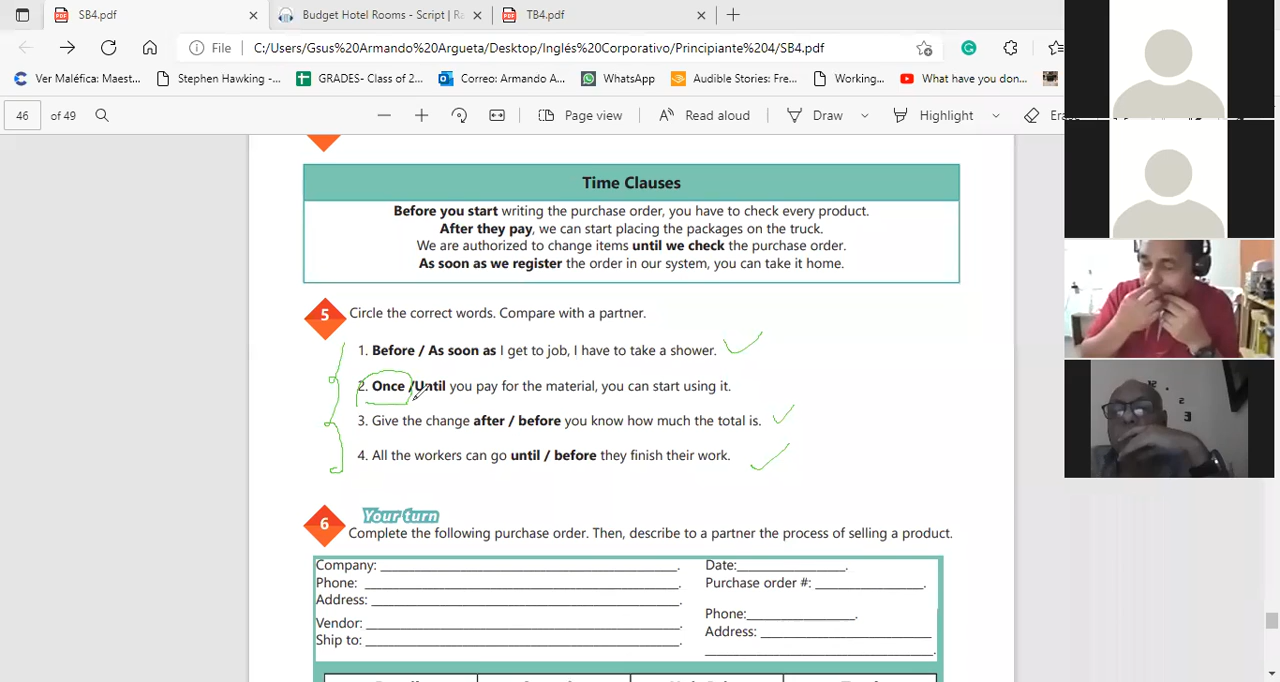 SB4.pdf
Budget Hotel Rooms - Script | Ra
TB4.pdf
File
C:/Users/Gsus%20Armando%20Argueta/Desktop/Inglés%20Corporativo/Principiante%204/SB4.pdf
Ver Maléfica: Maest...
Stephen Hawking -...
GRADES- Class of 2...
Correo: Armando A...
WhatsApp
Audible Stories: Fre...
Working...
What have you don...
46 of 49
Page view
Read aloud
Draw
Highlight
Time Clauses
Before you start writing the purchase order, you have to check every product.
After they pay, we can start placing the packages on the truck.
We are authorized to change items until we check the purchase order.
As soon as we register the order in our system, you can take it home.
5 Circle the correct words. Compare with a partner.
1. Before / As soon as I get to job, I have to take a shower.
2. Once /Until you pay for the material, you can start using it.
3. Give the change after / before you know how much the total is.
4. All the workers can go until / before they finish their work.
6 Your turn
Complete the following purchase order. Then, describe to a partner the process of selling a product.
Company:
Date:
Phone:
Purchase order #:
Address:
Phone:
Vendor:
Address:
Ship to: